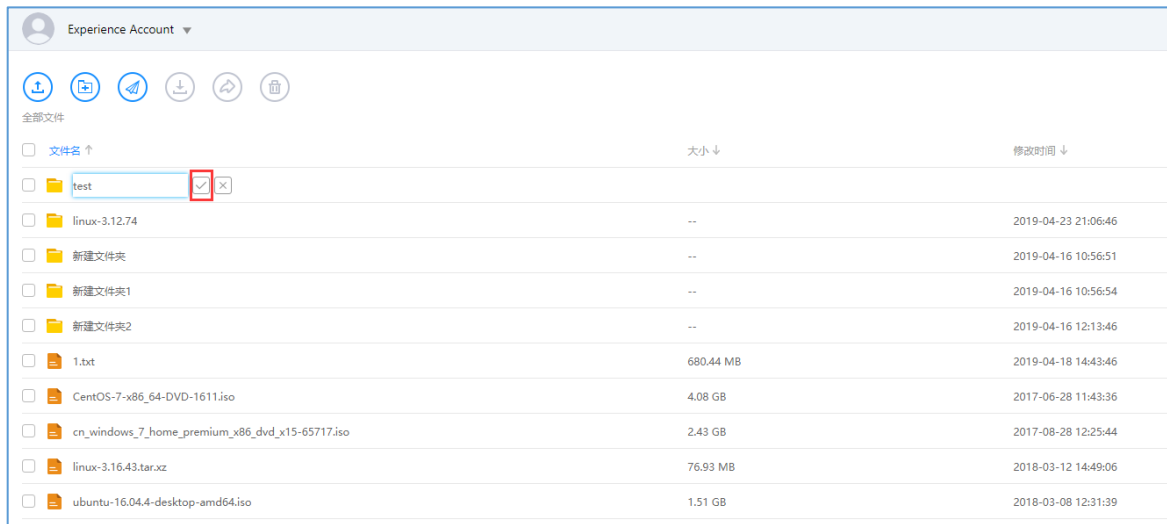 Experience Account
全部文件
文件名 大小 修改时间
test
linux-3.12.74 -- 2019-04-23 21:06:46
新建文件夹 -- 2019-04-16 10:56:51
新建文件夹1 -- 2019-04-16 10:56:54
新建文件夹2 -- 2019-04-16 12:13:46
1.txt 680.44 MB 2019-04-18 14:43:46
CentOS-7-x86_64-DVD-1611.iso 4.08 GB 2017-06-28 11:43:36
cn_windows_7_home_premium_x86_dvd_x15-65717.iso 2.43 GB 2017-08-28 12:25:44
linux-3.16.43.tar.xz 76.93 MB 2018-03-12 14:49:06
ubuntu-16.04.4-desktop-amd64.iso 1.51 GB 2018-03-08 12:31:39